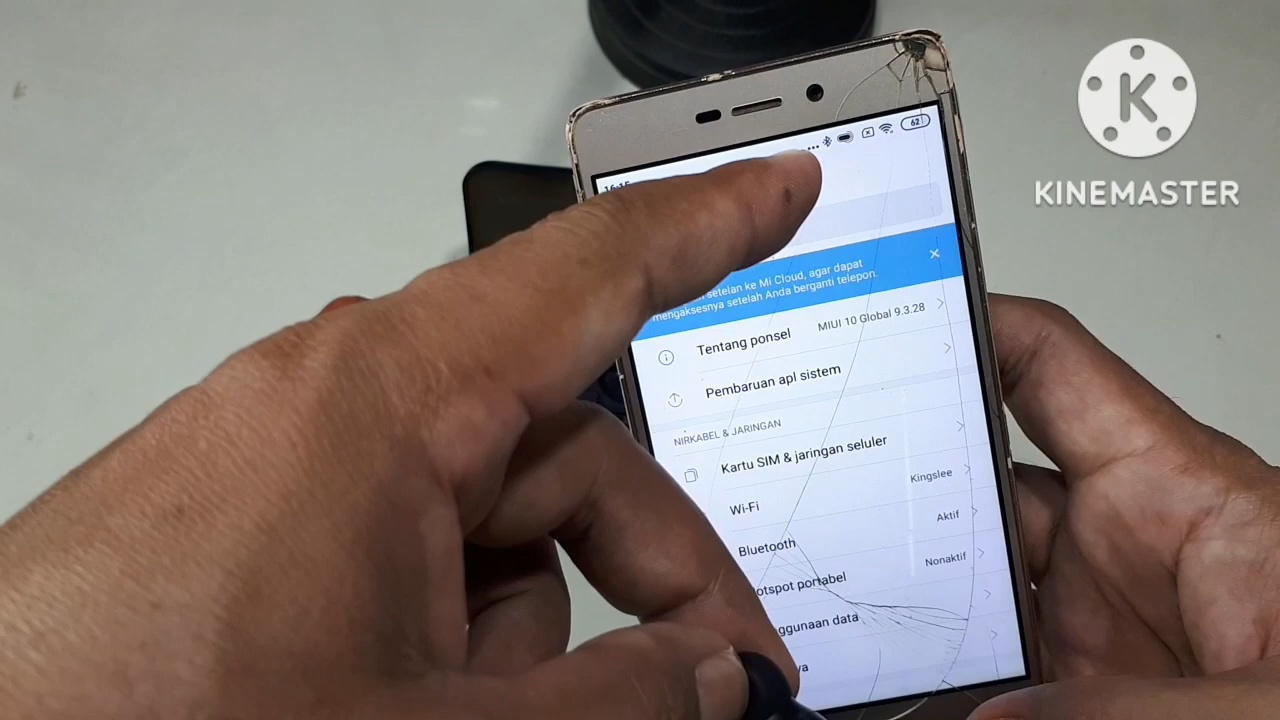 62
setelan ke Mi Cloud, agar dapat
mengaksesnya setelah Anda berganti telepon.
Tentang ponsel MIUI 10 Global 9.3.28
Pembaruan apl sistem
NIRKABEL & JARINGAN
Kartu SIM & jaringan seluler
Wi-Fi Kingslee
Bluetooth Aktif
otspot portabel Nonaktif
ggunaan data
K
KINEMASTER